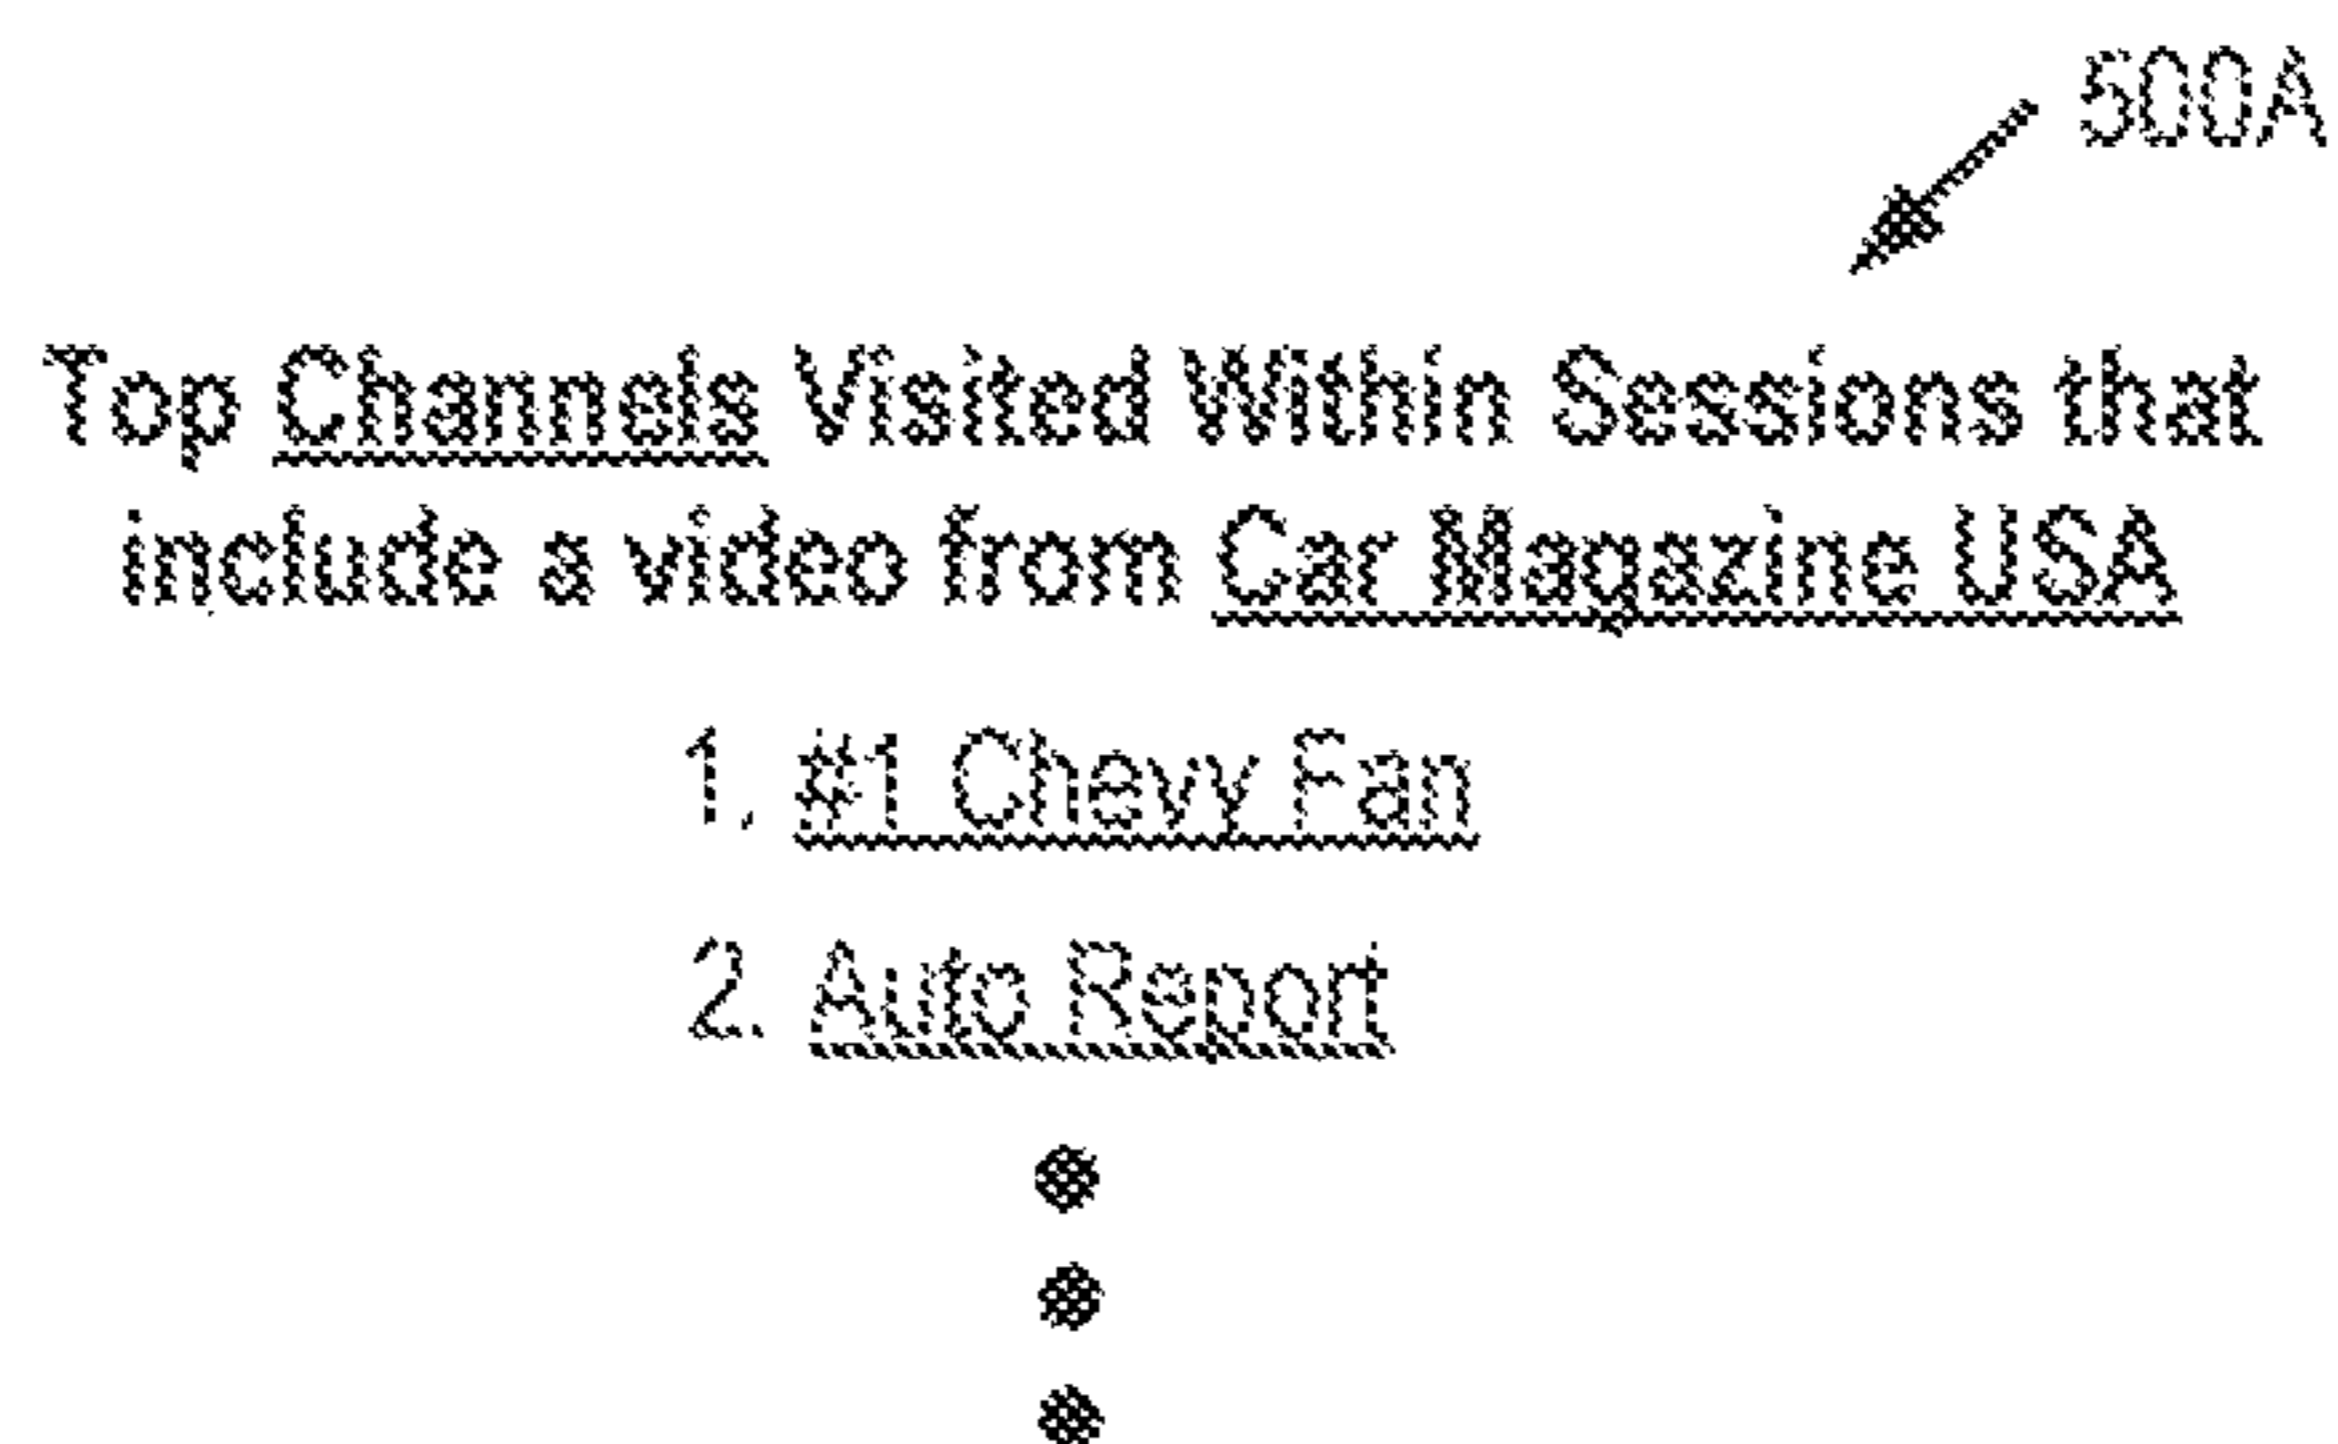 500A
Top Channels Visited Within Sessions that
include a video from Car Magazine USA
1. #1 Chevy Fan
2. Auto Report